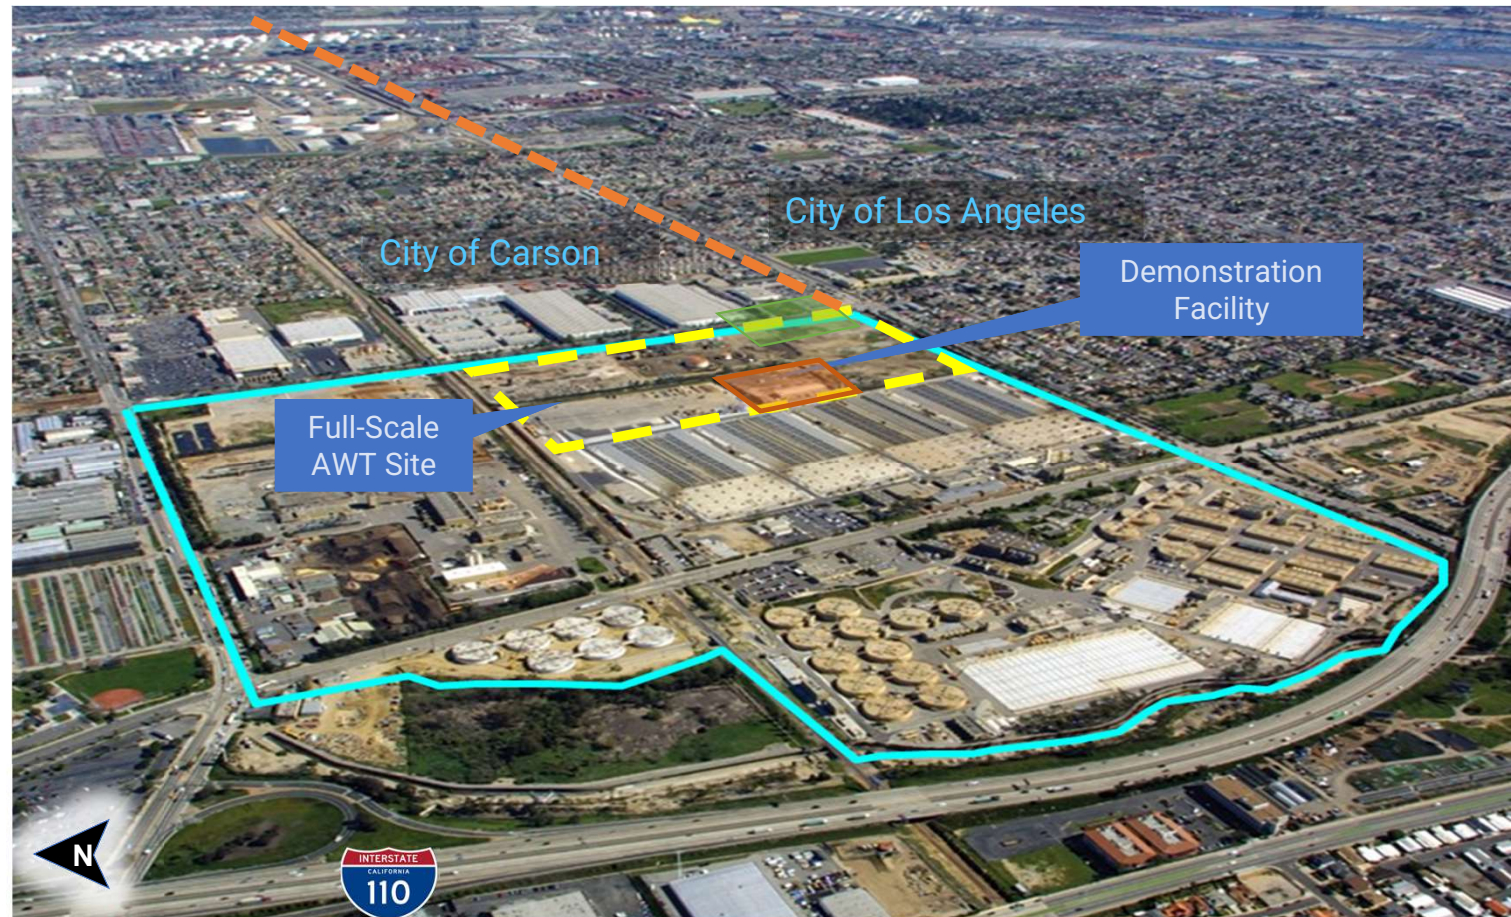 City of Los Angeles
City of Carson
Demonstration
Facility
Full-Scale
AWT Site
N
INTERSTATE
CALIFORNIA
110